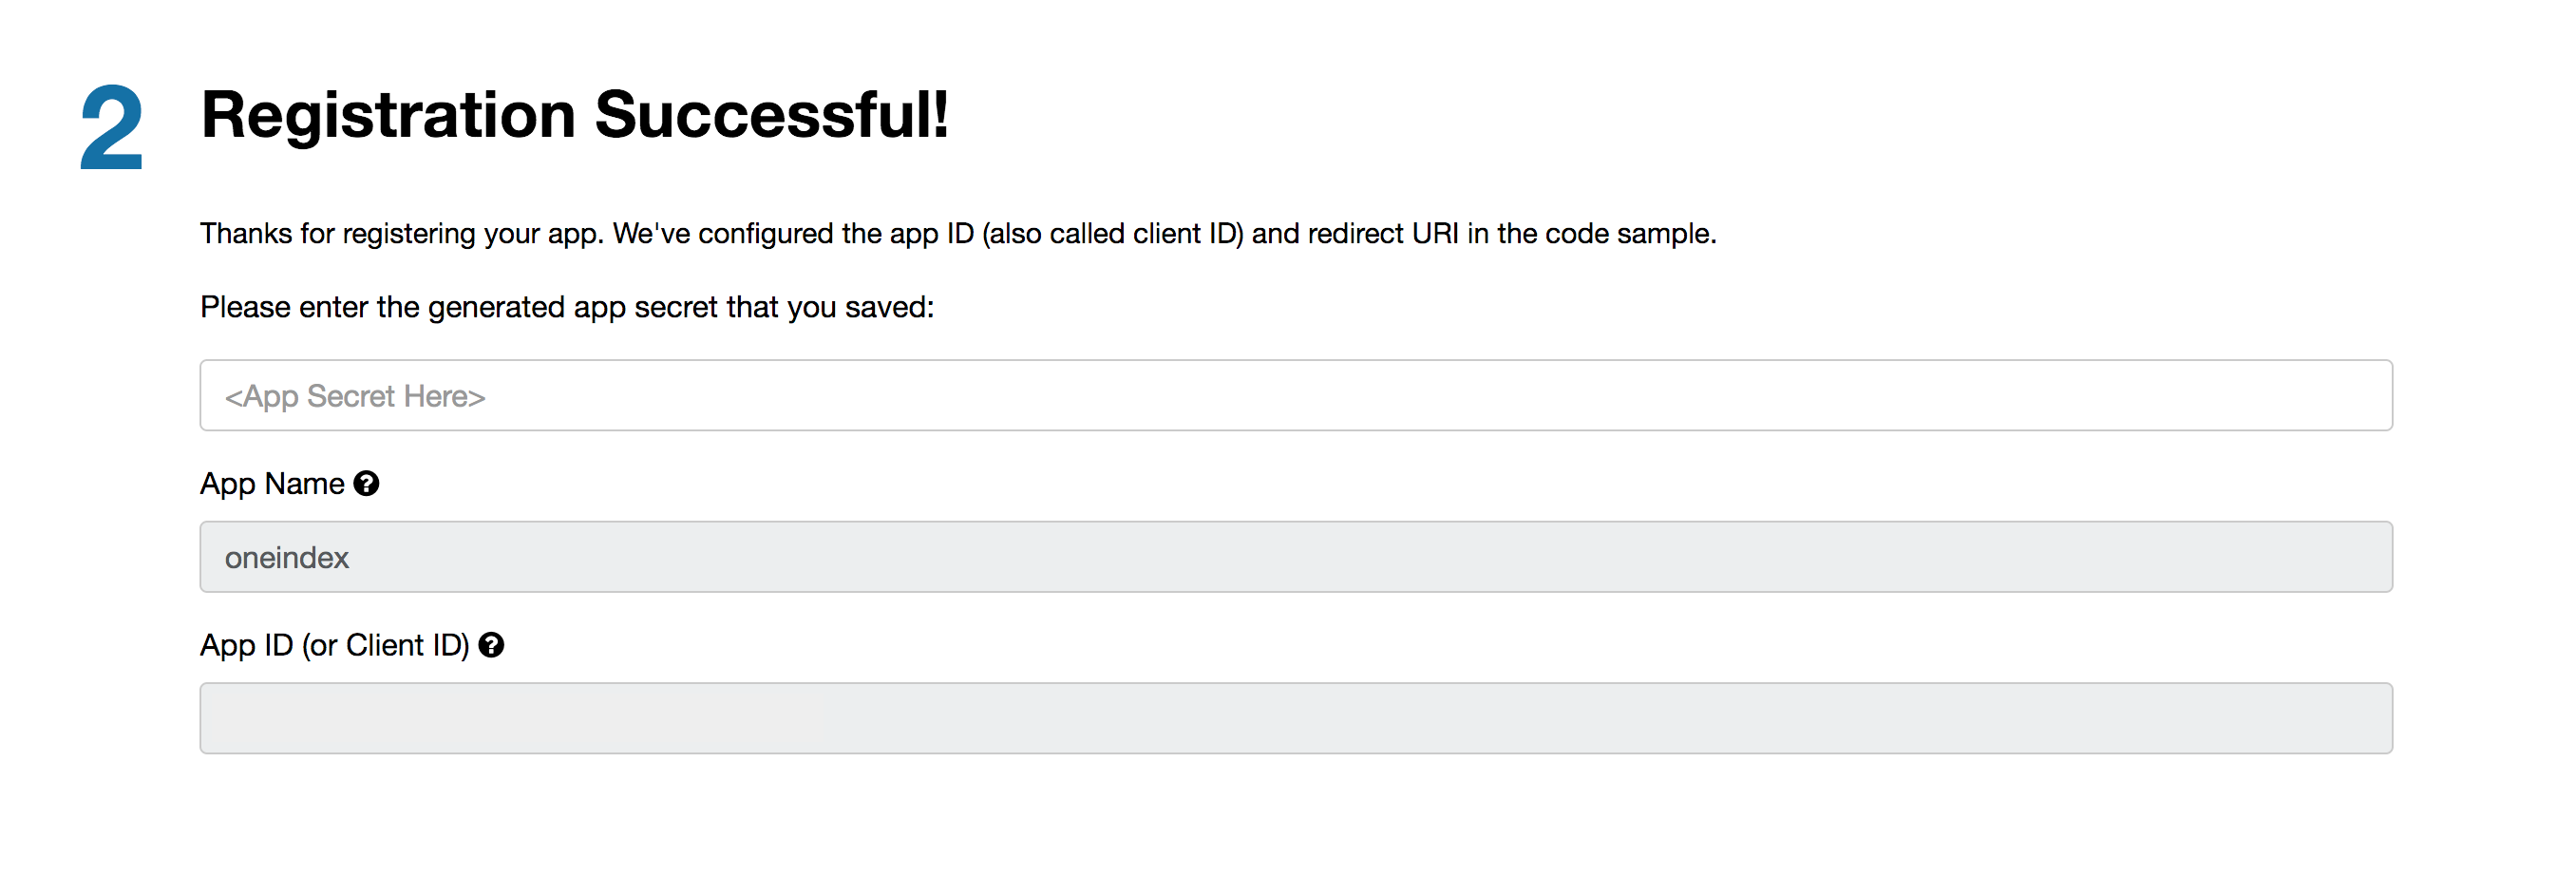 2 Registration Successful!
Thanks for registering your app. We've configured the app ID (also called client ID) and redirect URI in the code sample.
Please enter the generated app secret that you saved:
<App Secret Here>
App Name ?
oneindex
App ID (or Client ID) ?